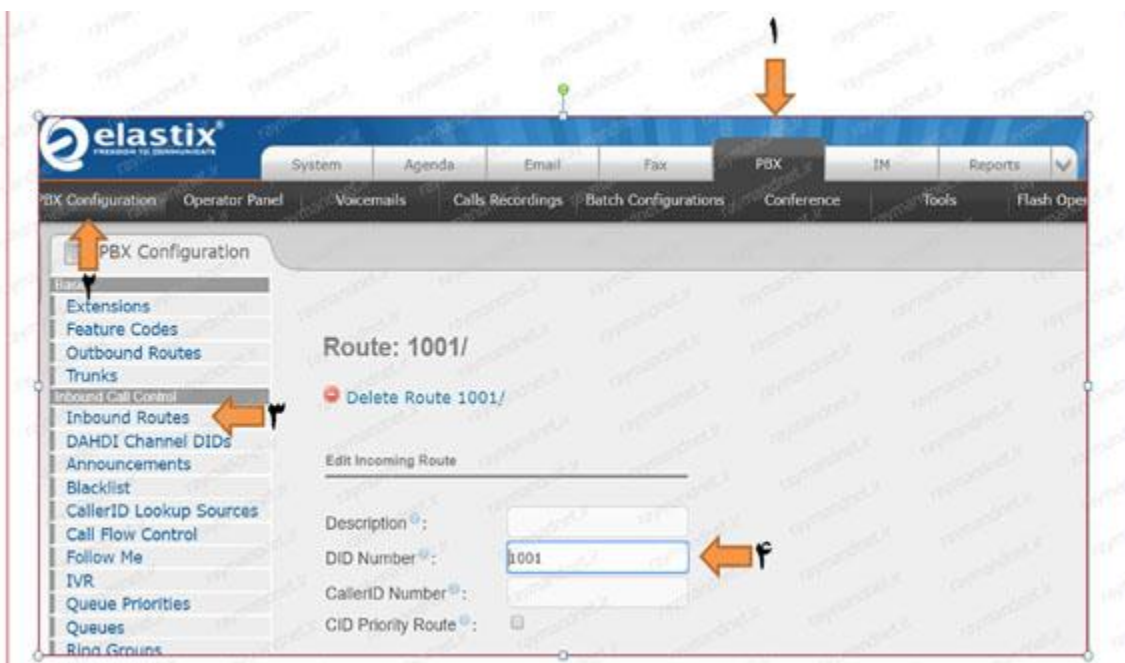 ۱
elastix
FREEDOM TO COMMUNICATE
System Agenda Email Fax PBX IM Reports
PBX Configuration Operator Panel Voicemails Calls Recordings Batch Configurations Conference Tools Flash Oper
PBX Configuration
۲
Basic
Extensions
Feature Codes
Outbound Routes
Trunks
Inbound Call Control
Inbound Routes
۳
DAHDI Channel DIDs
Announcements
Blacklist
CallerID Lookup Sources
Call Flow Control
Follow Me
IVR
Queue Priorities
Queues
Ring Groups
Route: 1001/
Delete Route 1001/
Edit Incoming Route
Description :
DID Number : 1001
۴
CallerID Number :
CID Priority Route :
raymandnet.ir